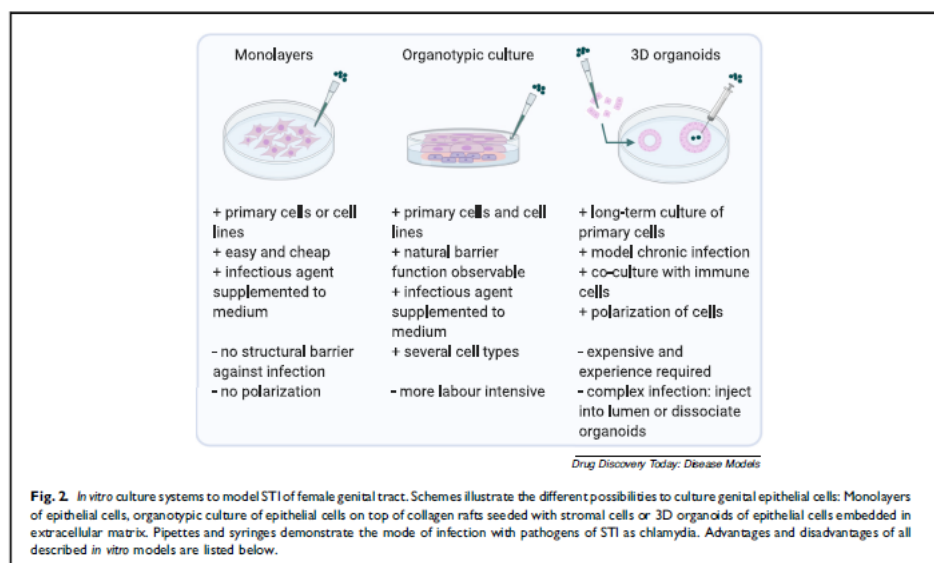 Monolayers
Organotypic culture
3D organoids
+ primary cells or cell
lines
+ easy and cheap
+ infectious agent
supplemented to
medium
- no structural barrier
against infection
- no polarization
+ primary cells and cell
lines
+ natural barrier
function observable
+ infectious agent
supplemented to
medium
+ several cell types
- more labour intensive
+ long-term culture of
primary cells
+ model chronic infection
+ co-culture with immune
cells
+ polarization of cells
- expensive and
experience required
- complex infection: inject
into lumen or dissociate
organoids
Drug Discovery Today: Disease Models
Fig. 2. In vitro culture systems to model STI of female genital tract. Schemes illustrate the different possibilities to culture genital epithelial cells: Monolayers
of epithelial cells, organotypic culture of epithelial cells on top of collagen rafts seeded with stromal cells or 3D organoids of epithelial cells embedded in
extracellular matrix. Pipettes and syringes demonstrate the mode of infection with pathogens of STI as chlamydia. Advantages and disadvantages of all
described in vitro models are listed below.